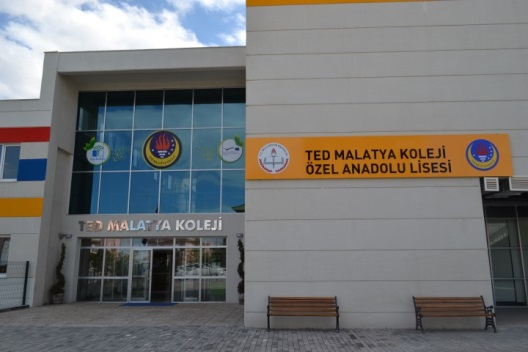 TED MALATYA KOLEJİ
ÖZEL ANADOLU LİSESİ
TED MALATYA KOLEJİ